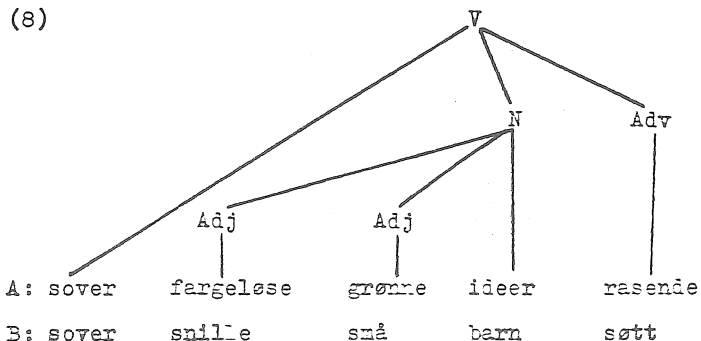 (8)
V
N Adv
Adj Adj
A: sover fargeløse grønne ideer rasende
B: sover snille små barn søtt